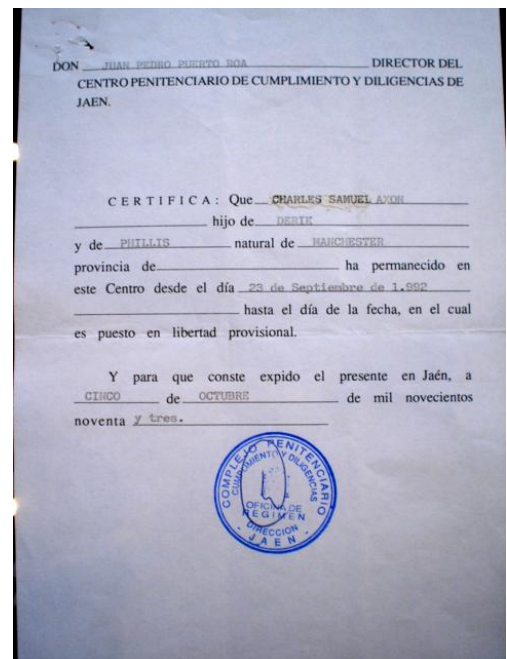 DON JUAN PEDRO PUERTO ROA DIRECTOR DEL
CENTRO PENITENCIARIO DE CUMPLIMIENTO Y DILIGENCIAS DE
JAEN.
CERTIFICA: Que CHARLES SAMUEL AXON
hijo de DERIK
y de PHILLIS natural de MANCHESTER
provincia de ha permanecido en
este Centro desde el día 23 de Septiembre de 1.992
hasta el día de la fecha, en el cual
es puesto en libertad provisional.
Y para que conste expido el presente en Jaén, a
CINCO de OCTUBRE de mil novecientos
noventa y tres.
COMPLEJO PENITENCIARIO
CUMPLIMIENTO Y DILIGENCIAS
OFICINA DE
REGIMEN
DIRECCION
JAEN